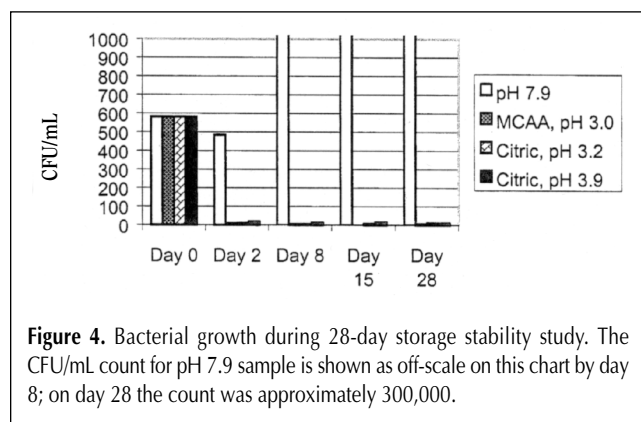 1000
900
800
700
600
500
400
300
200
100
0
CFU/mL
Day 0 Day 2 Day 8 Day 15 Day 28
pH 7.9
MCAA, pH 3.0
Citric, pH 3.2
Citric, pH 3.9
Figure 4. Bacterial growth during 28-day storage stability study. The
CFU/mL count for pH 7.9 sample is shown as off-scale on this chart by day
8; on day 28 the count was approximately 300,000.